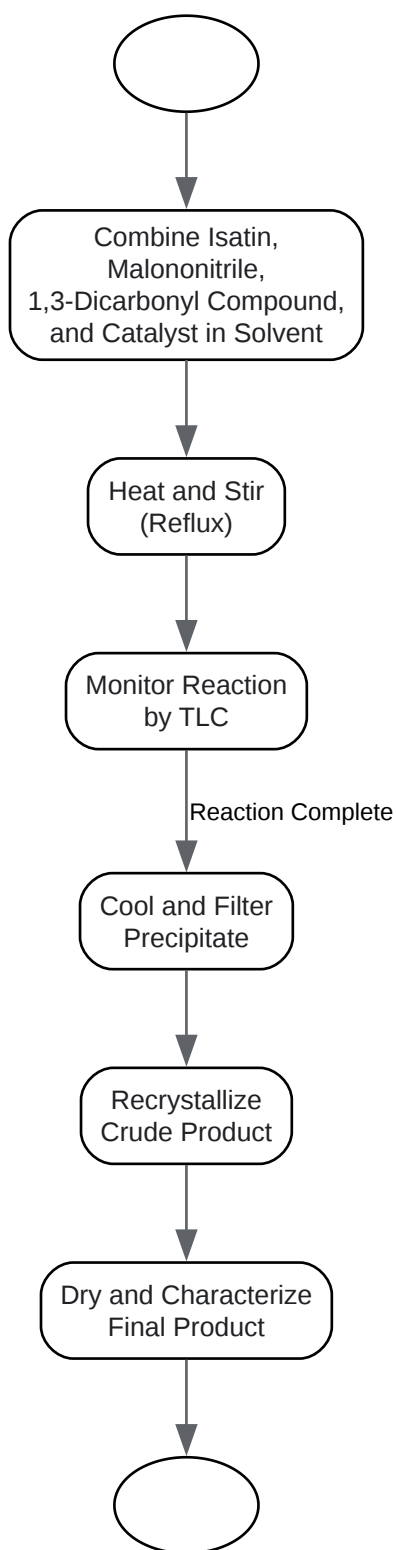 Combine Isatin,
Malononitrile,
1,3-Dicarbonyl Compound,
and Catalyst in Solvent
Heat and Stir
(Reflux)
Monitor Reaction
by TLC
Reaction Complete
Cool and Filter
Precipitate
Recrystallize
Crude Product
Dry and Characterize
Final Product